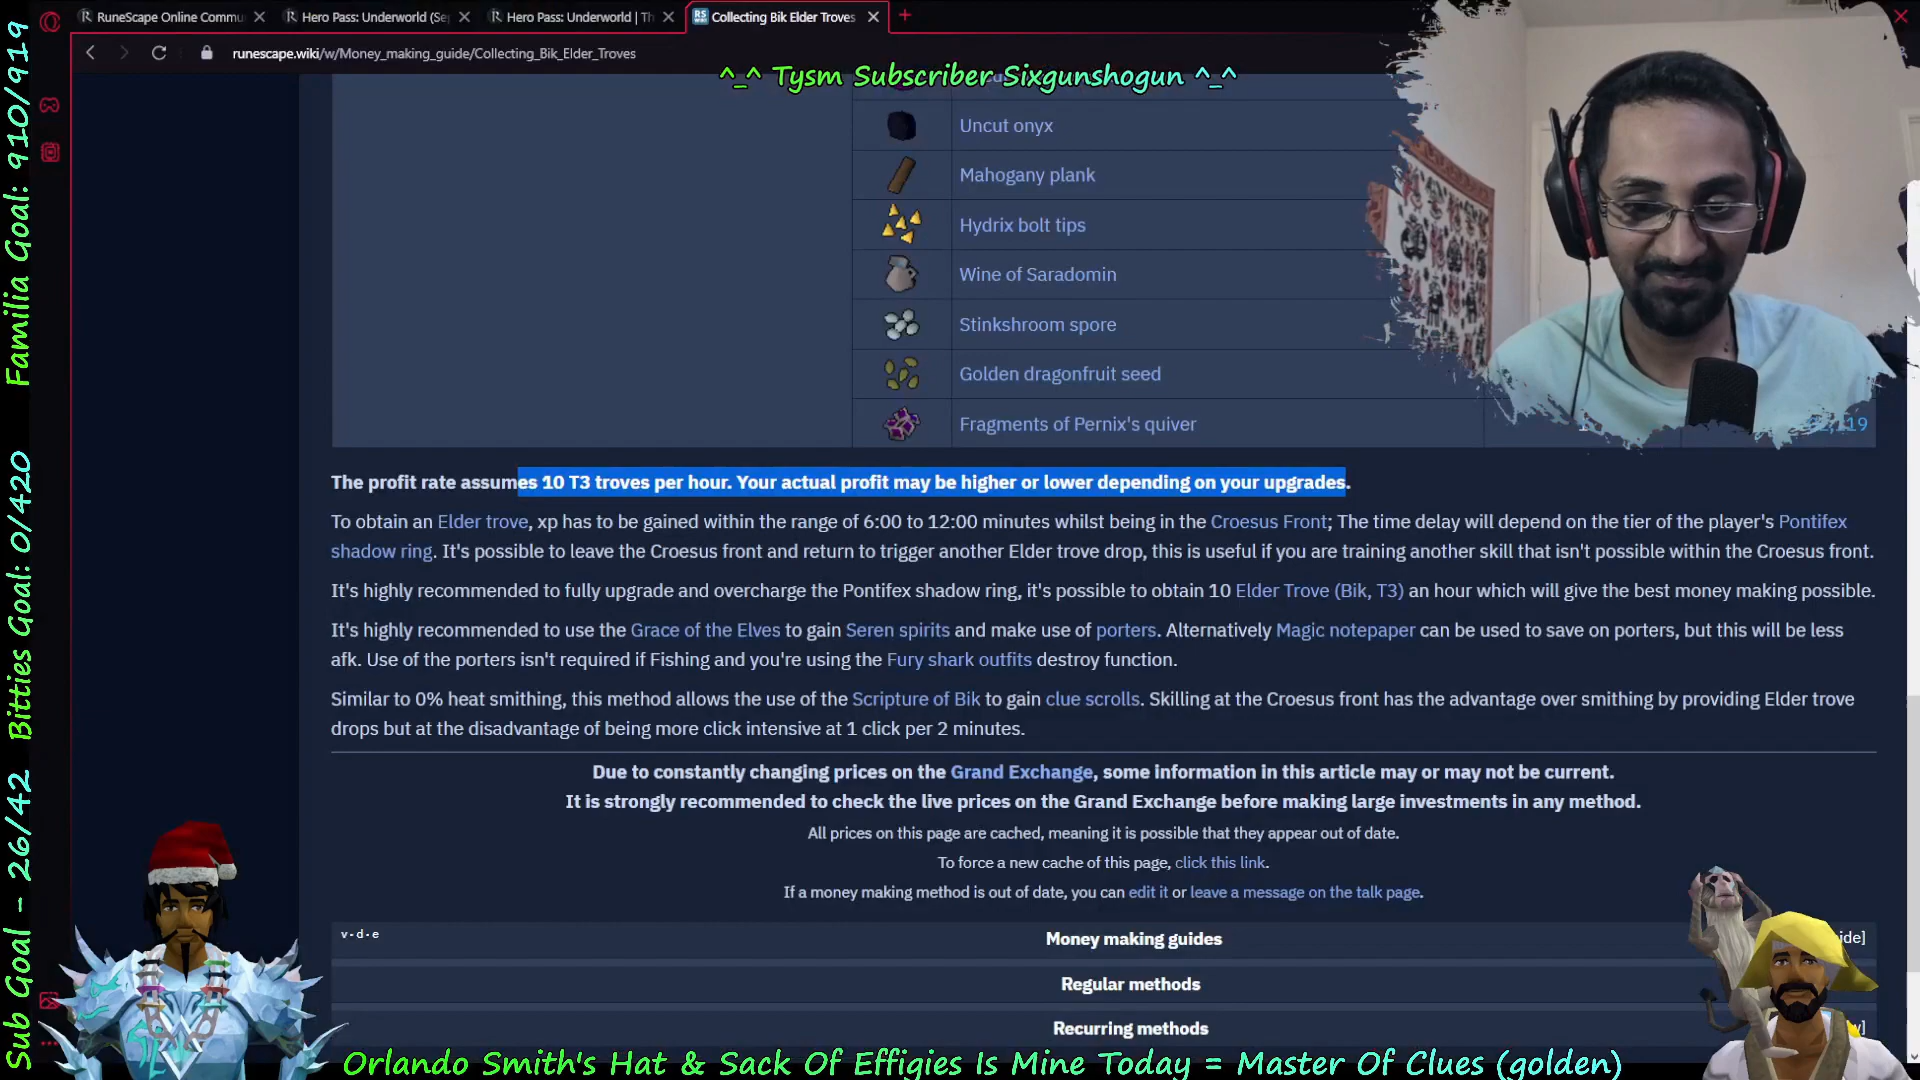 RuneScape Online Commu
Hero Pass: Underworld (Se
Hero Pass: Underworld | Th
Collecting Bik Elder Troves
runescape.wiki/w/Money_making_guide/Collecting_Bik_Elder_Troves
^_^ Tysm Subscriber Sixgunshogun ^_^
Uncut onyx
Mahogany plank
Hydrix bolt tips
Wine of Saradomin
Stinkshroom spore
Golden dragonfruit seed
Fragments of Pernix's quiver
The profit rate assumes 10 T3 troves per hour. Your actual profit may be higher or lower depending on your upgrades.
To obtain an Elder trove, xp has to be gained within the range of 6:00 to 12:00 minutes whilst being in the Croesus Front; The time delay will depend on the tier of the player's Pontifex
shadow ring. It's possible to leave the Croesus front and return to trigger another Elder trove drop, this is useful if you are training another skill that isn't possible within the Croesus front.
It's highly recommended to fully upgrade and overcharge the Pontifex shadow ring, it's possible to obtain 10 Elder Trove (Bik, T3) an hour which will give the best money making possible.
It's highly recommended to use the Grace of the Elves to gain Seren spirits and make use of porters. Alternatively Magic notepaper can be used to save on porters, but this will be less
afk. Use of the porters isn't required if Fishing and you're using the Fury shark outfits destroy function.
Similar to 0% heat smithing, this method allows the use of the Scripture of Bik to gain clue scrolls. Skilling at the Croesus front has the advantage over smithing by providing Elder trove
drops but at the disadvantage of being more click intensive at 1 click per 2 minutes.
Due to constantly changing prices on the Grand Exchange, some information in this article may or may not be current.
It is strongly recommended to check the live prices on the Grand Exchange before making large investments in any method.
All prices on this page are cached, meaning it is possible that they appear out of date.
To force a new cache of this page, click this link.
If a money making method is out of date, you can edit it or leave a message on the talk page.
v·d·e
Money making guides
Regular methods
Recurring methods
Orlando Smith's Hat & Sack Of Effigies Is Mine Today = Master Of Clues (golden)
Sub Goal - 26/42 Bitties Goal: 0/420 Familia Goal: 910/919